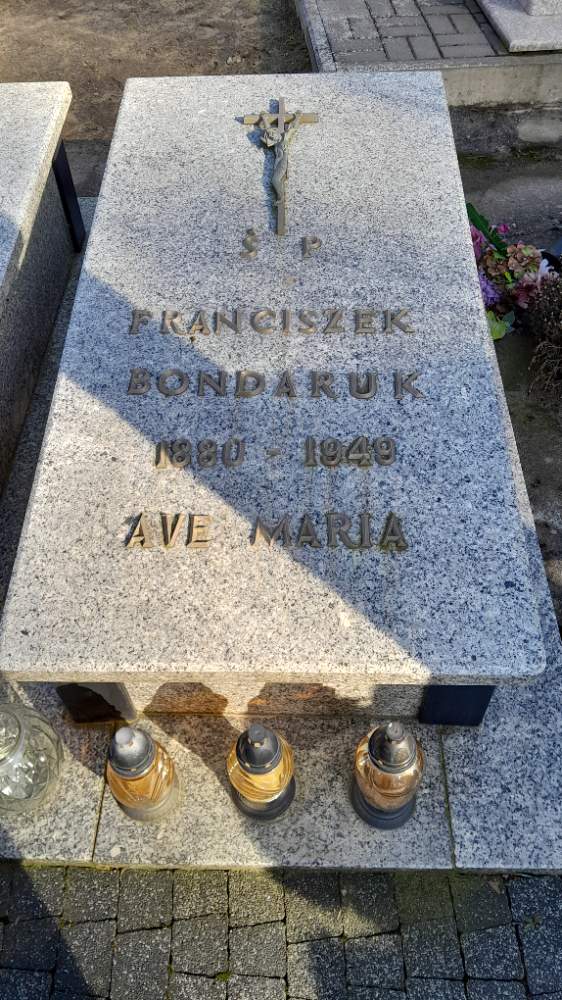 Ś P
FRANCISZEK
BONDARUK
1880 - 1949
AVE MARIA